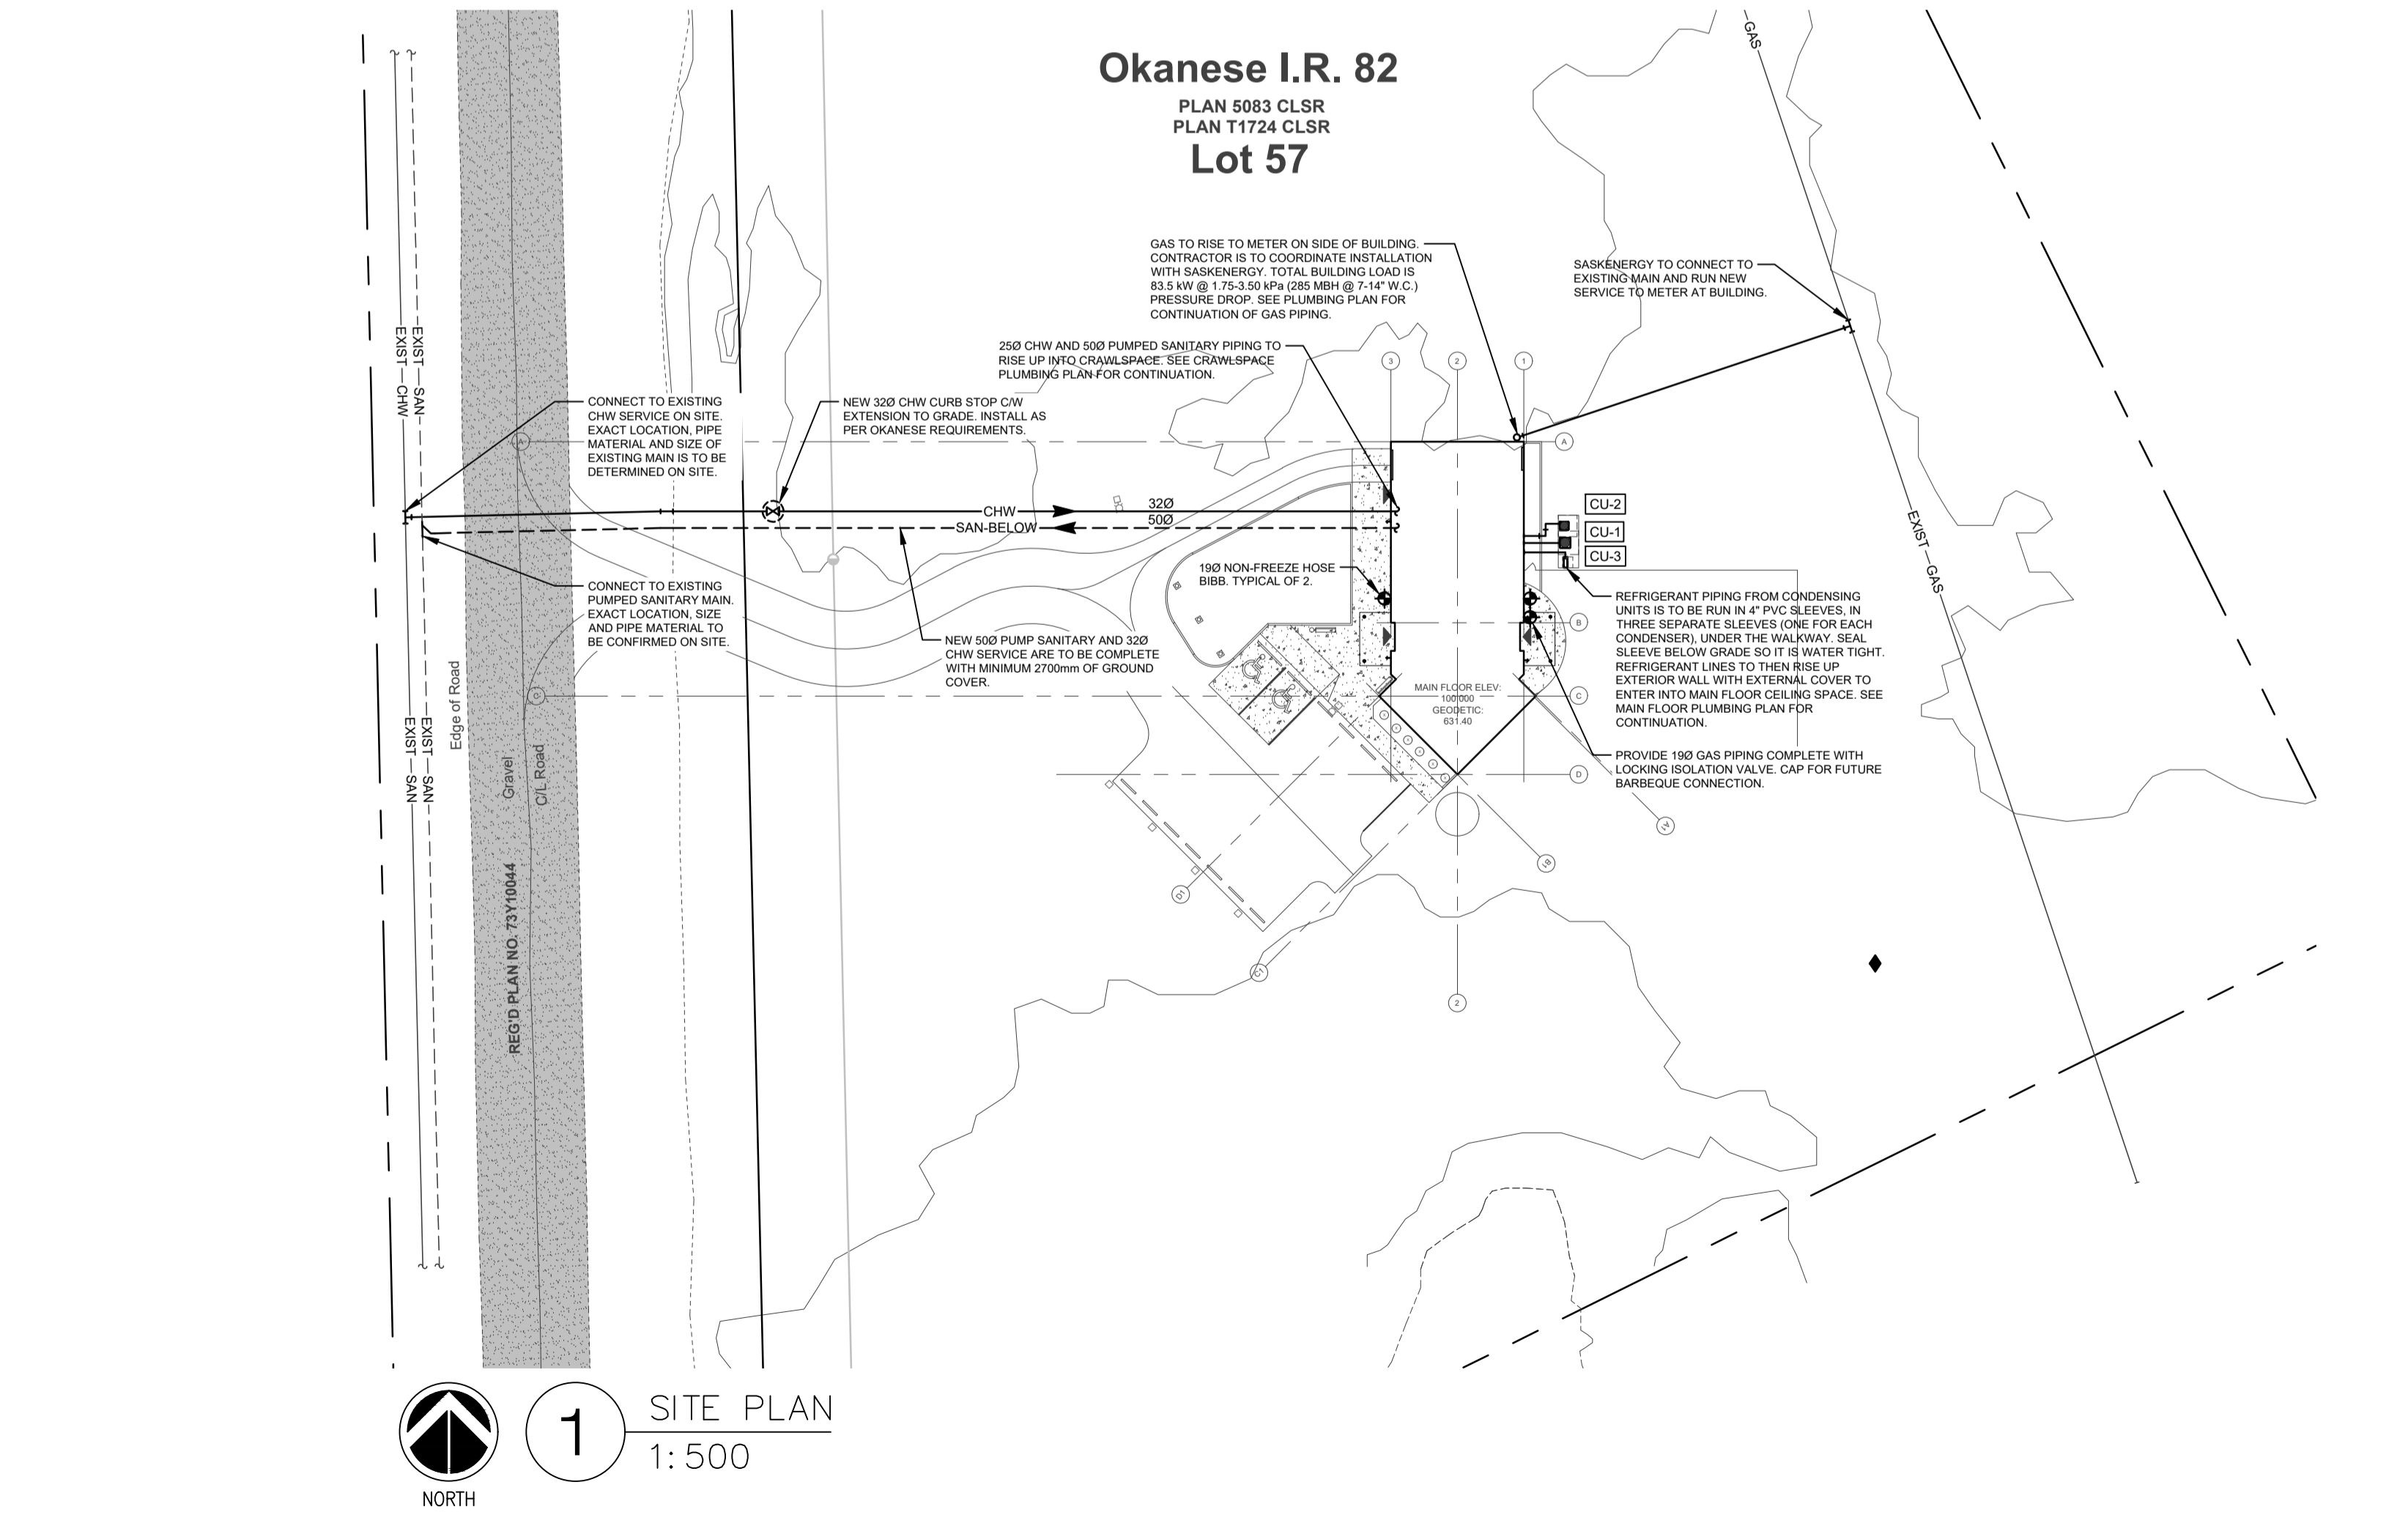 Okanese I.R. 82
PLAN 5083 CLSR
PLAN T1724 CLSR
Lot 57
GAS
GAS TO RISE TO METER ON SIDE OF BUILDING.
CONTRACTOR IS TO COORDINATE INSTALLATION
WITH SASKENERGY. TOTAL BUILDING LOAD IS
83.5 kW @ 1.75-3.50 kPa (285 MBH @ 7-14" W.C.)
PRESSURE DROP. SEE PLUMBING PLAN FOR
CONTINUATION OF GAS PIPING.
SASKENERGY TO CONNECT TO
EXISTING MAIN AND RUN NEW
SERVICE TO METER AT BUILDING.
25Ø CHW AND 50Ø PUMPED SANITARY PIPING TO
RISE UP INTO CRAWLSPACE. SEE CRAWLSPACE
PLUMBING PLAN FOR CONTINUATION.
3
2
1
EXIST
CHW
EXIST
SAN
CONNECT TO EXISTING
CHW SERVICE ON SITE.
EXACT LOCATION, PIPE
MATERIAL AND SIZE OF
EXISTING MAIN IS TO BE
DETERMINED ON SITE.
NEW 32Ø CHW CURB STOP C/W
EXTENSION TO GRADE. INSTALL AS
PER OKANESE REQUIREMENTS.
A
A
CHW
32Ø
SAN-BELOW
50Ø
CU-2
CU-1
CU-3
EXIST
GAS
19Ø NON-FREEZE HOSE
BIBB. TYPICAL OF 2.
CONNECT TO EXISTING
PUMPED SANITARY MAIN.
EXACT LOCATION, SIZE
AND PIPE MATERIAL TO
BE CONFIRMED ON SITE.
NEW 50Ø PUMP SANITARY AND 32Ø
CHW SERVICE ARE TO BE COMPLETE
WITH MINIMUM 2700mm OF GROUND
COVER.
REFRIGERANT PIPING FROM CONDENSING
UNITS IS TO BE RUN IN 4" PVC SLEEVES, IN
THREE SEPARATE SLEEVES (ONE FOR EACH
CONDENSER), UNDER THE WALKWAY. SEAL
SLEEVE BELOW GRADE SO IT IS WATER TIGHT.
REFRIGERANT LINES TO THEN RISE UP
EXTERIOR WALL WITH EXTERNAL COVER TO
ENTER INTO MAIN FLOOR CEILING SPACE. SEE
MAIN FLOOR PLUMBING PLAN FOR
CONTINUATION.
B
C
C
MAIN FLOOR ELEV:
100.000
GEODETIC:
631.40
PROVIDE 19Ø GAS PIPING COMPLETE WITH
LOCKING ISOLATION VALVE. CAP FOR FUTURE
BARBEQUE CONNECTION.
D
EXIST
SAN
EXIST
SAN
Edge of Road
Gravel
C/L Road
REG'D PLAN NO. 73Y10044
A1
B1
D1
C1
2
NORTH
1
SITE PLAN
1:500